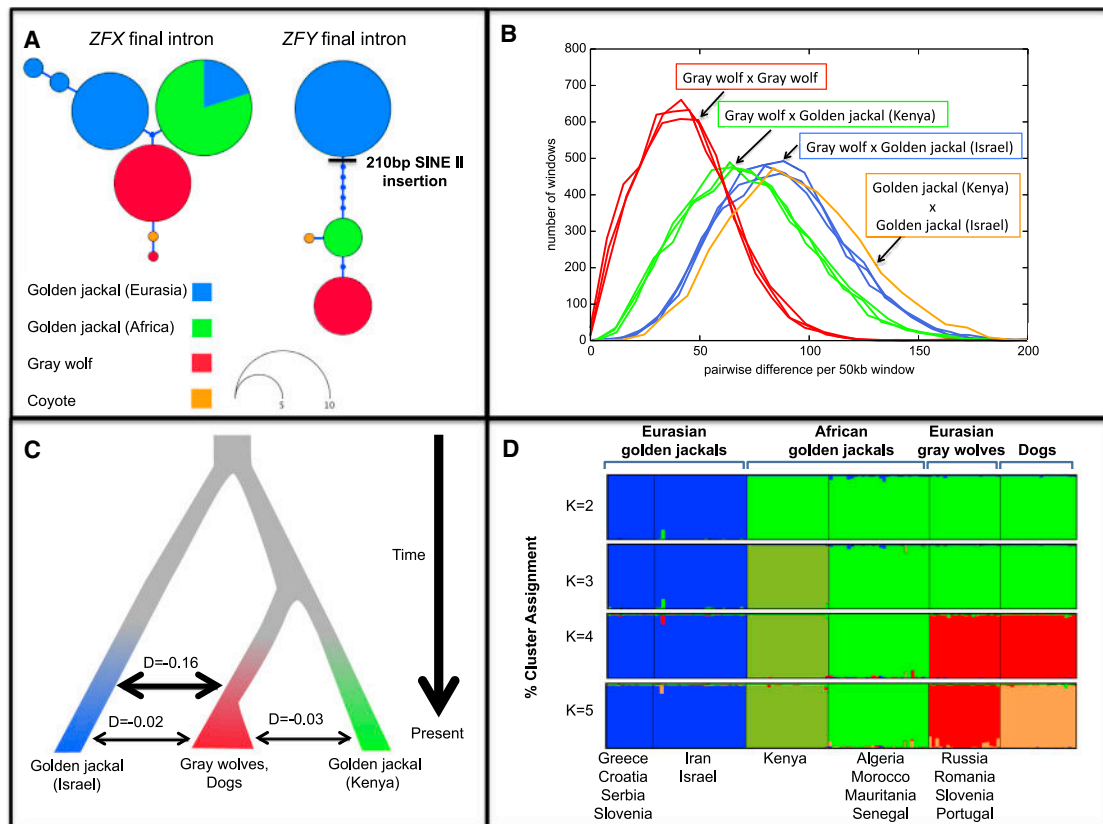 A
ZFX final intron
ZFY final intron
210bp SINE II
insertion
Golden jackal (Eurasia)
Golden jackal (Africa)
Gray wolf
Coyote
5
10
B
800
700
600
500
400
300
200
100
0
number of windows
0
50
100
150
200
pairwise difference per 50kb window
Gray wolf x Gray wolf
Gray wolf x Golden jackal (Kenya)
Gray wolf x Golden jackal (Israel)
Golden jackal (Kenya)
x
Golden jackal (Israel)
C
Time
D=-0.16
D=-0.02
D=-0.03
Present
Golden jackal
(Israel)
Gray wolves,
Dogs
Golden jackal
(Kenya)
D
Eurasian
golden jackals
African
golden jackals
Eurasian
gray wolves
Dogs
% Cluster Assignment
K=2
K=3
K=4
K=5
Greece
Croatia
Serbia
Slovenia
Iran
Israel
Kenya
Algeria
Morocco
Mauritania
Senegal
Russia
Romania
Slovenia
Portugal